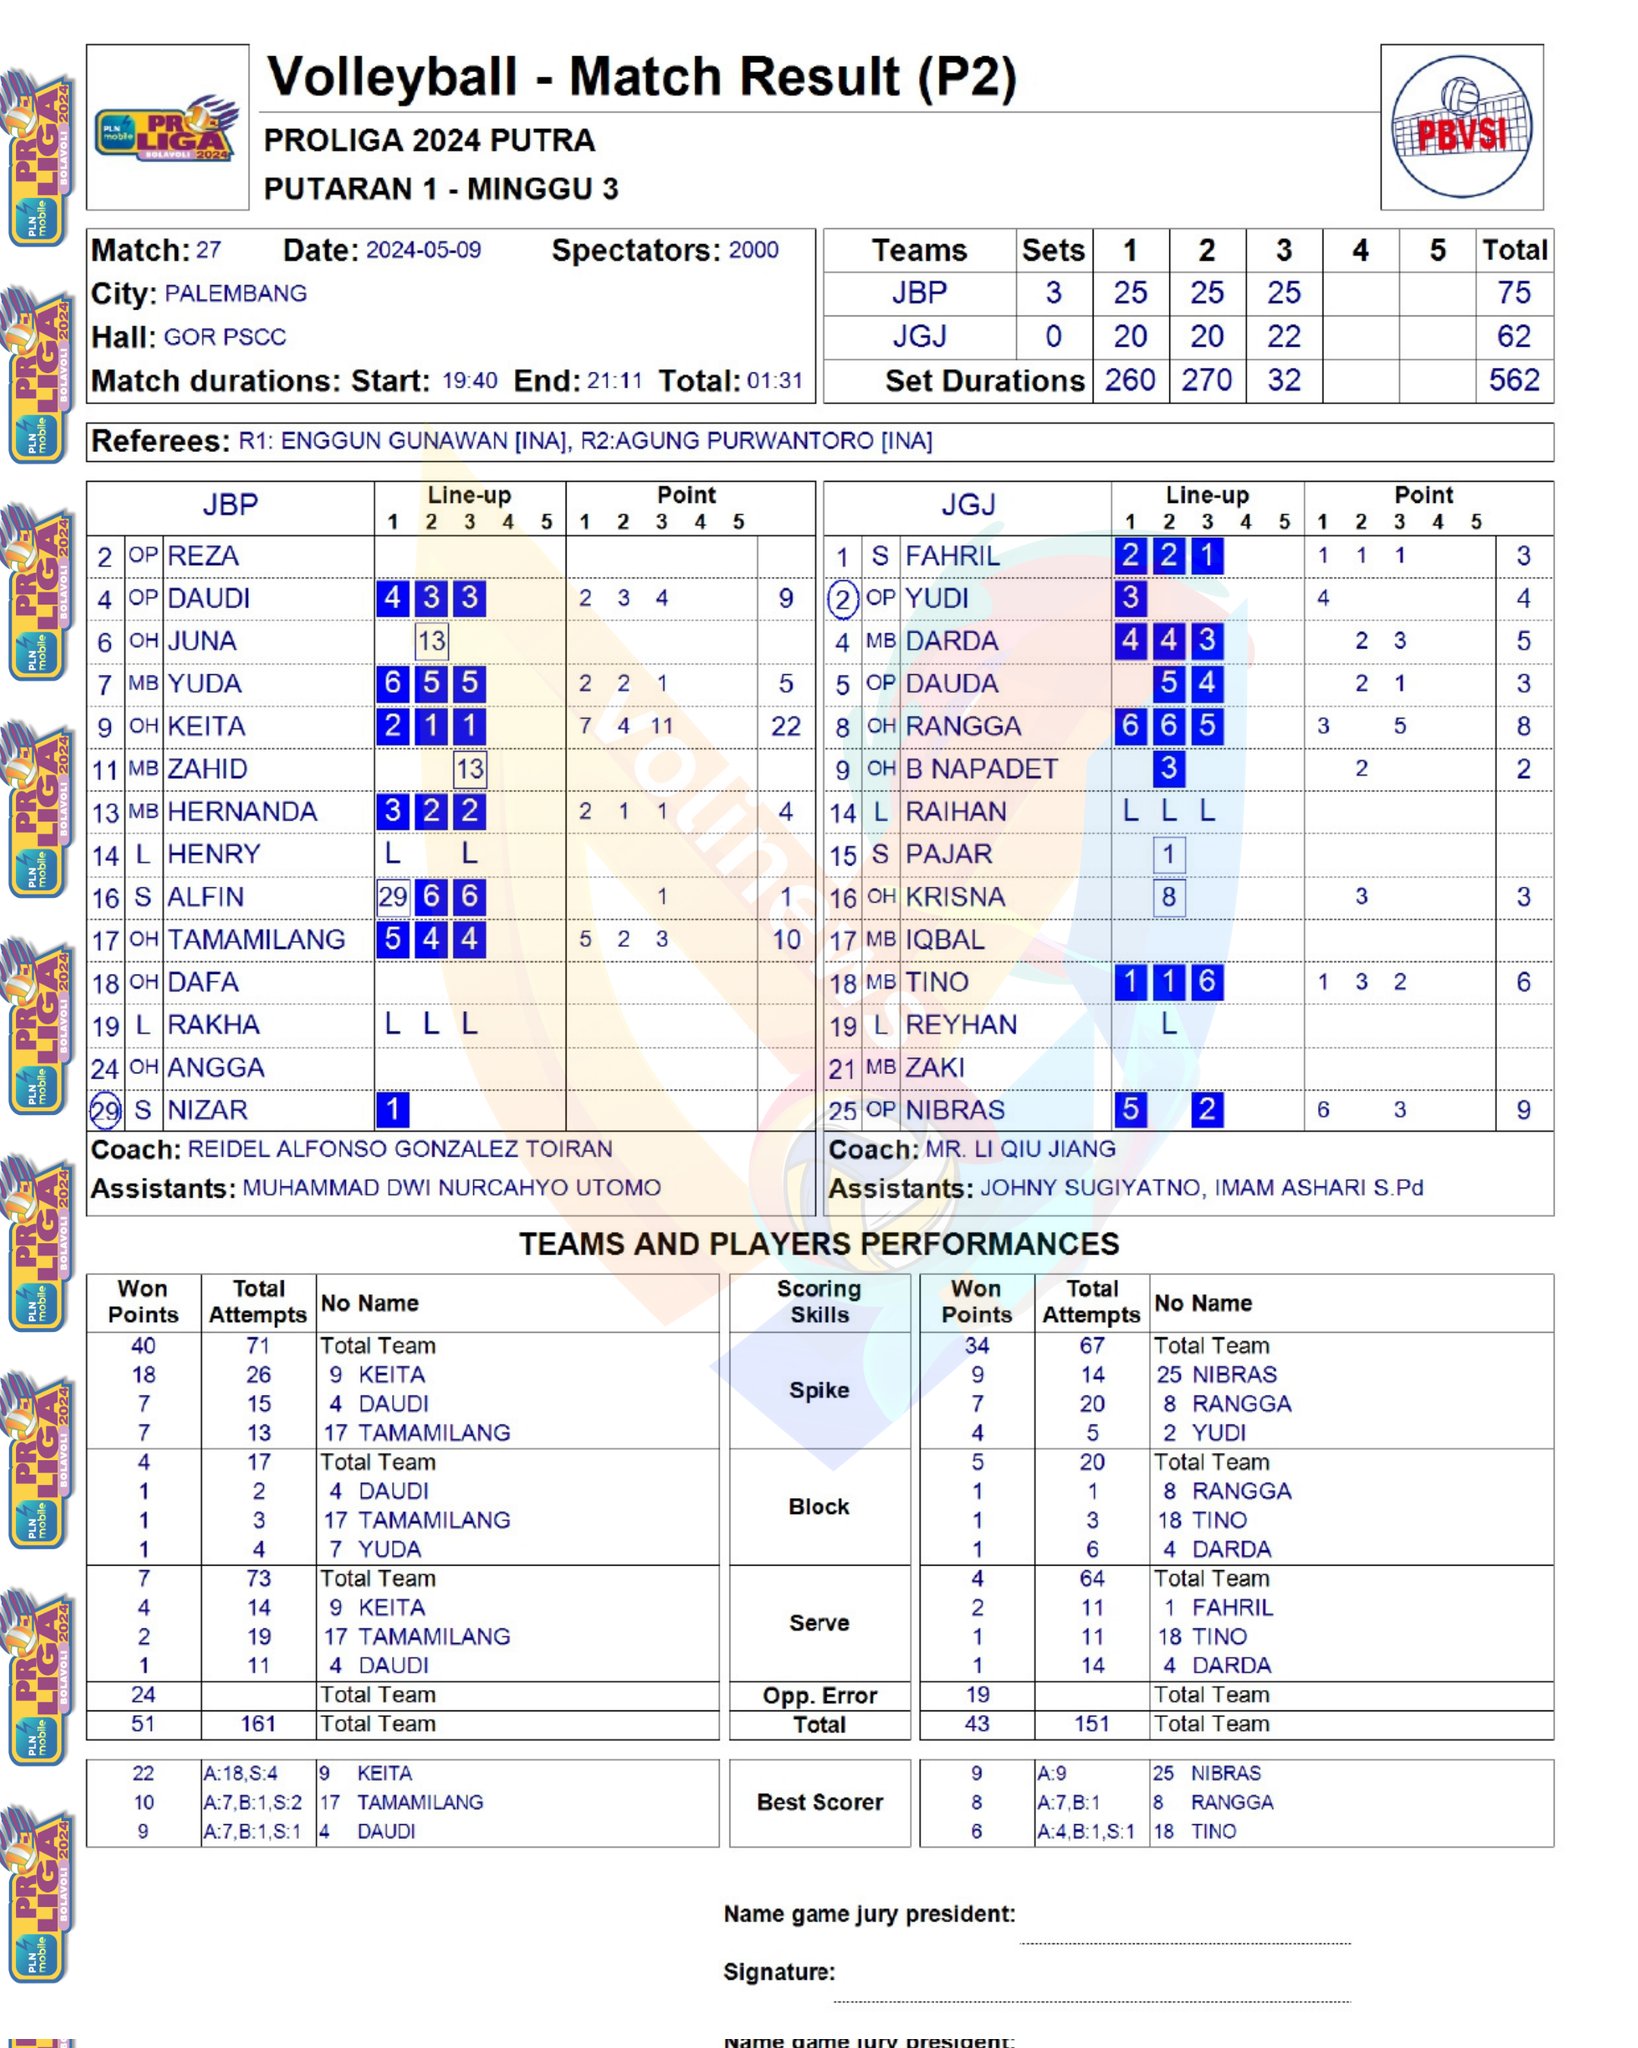 Volleyball - Match Result (P2)
PROLIGA 2024 PUTRA
PUTARAN 1 - MINGGU 3
PLN mobile PROLIGA BOLAVOLI 2024
PBVSI
Match: 27 Date: 2024-05-09 Spectators: 2000
City: PALEMBANG
Hall: GOR PSCC
Match durations: Start: 19:40 End: 21:11 Total: 01:31
Teams Sets 1 2 3 4 5 Total
JBP 3 25 25 25 75
JGJ 0 20 20 22 62
Set Durations 260 270 32 562
Referees: R1: ENGGUN GUNAWAN [INA], R2:AGUNG PURWANTORO [INA]
JBP Line-up Point
1 2 3 4 5 1 2 3 4 5
2 OP REZA
4 OP DAUDI 4 3 3 2 3 4 9
6 OH JUNA 13
7 MB YUDA 6 5 5 2 2 1 5
9 OH KEITA 2 1 1 7 4 11 22
11 MB ZAHID 13
13 MB HERNANDA 3 2 2 2 1 1 4
14 L HENRY L L
16 S ALFIN 29 6 6 1 1
17 OH TAMAMILANG 5 4 4 5 2 3 10
18 OH DAFA
19 L RAKHA L L L
24 OH ANGGA
29 S NIZAR 1
Coach: REIDEL ALFONSO GONZALEZ TOIRAN
Assistants: MUHAMMAD DWI NURCAHYO UTOMO
JGJ Line-up Point
1 2 3 4 5 1 2 3 4 5
1 S FAHRIL 2 2 1 1 1 1 3
2 OP YUDI 3 4 4
4 MB DARDA 4 4 3 2 3 5
5 OP DAUDA 5 4 2 1 3
8 OH RANGGA 6 6 5 3 5 8
9 OH B NAPADET 3 2 2
14 L RAIHAN L L L
15 S PAJAR 1
16 OH KRISNA 8 3 3
17 MB IQBAL
18 MB TINO 1 1 6 1 3 2 6
19 L REYHAN L
21 MB ZAKI
25 OP NIBRAS 5 2 6 3 9
Coach: MR. LI QIU JIANG
Assistants: JOHNY SUGIYATNO, IMAM ASHARI S.Pd
volinews
TEAMS AND PLAYERS PERFORMANCES
Won Points Total Attempts No Name Scoring Skills Won Points Total Attempts No Name
40 71 Total Team Spike 34 67 Total Team
18 26 9 KEITA 9 14 25 NIBRAS
7 15 4 DAUDI 7 20 8 RANGGA
7 13 17 TAMAMILANG 4 5 2 YUDI
4 17 Total Team Block 5 20 Total Team
1 2 4 DAUDI 1 1 8 RANGGA
1 3 17 TAMAMILANG 1 3 18 TINO
1 4 7 YUDA 1 6 4 DARDA
7 73 Total Team Serve 4 64 Total Team
4 14 9 KEITA 2 11 1 FAHRIL
2 19 17 TAMAMILANG 1 11 18 TINO
1 11 4 DAUDI 1 14 4 DARDA
24 Total Team Opp. Error 19 Total Team
51 161 Total Team Total 43 151 Total Team
22 A:18,S:4 9 KEITA Best Scorer 9 A:9 25 NIBRAS
10 A:7,B:1,S:2 17 TAMAMILANG 8 A:7,B:1 8 RANGGA
9 A:7,B:1,S:1 4 DAUDI 6 A:4,B:1,S:1 18 TINO
Name game jury president:
Signature:
Name game jury president: